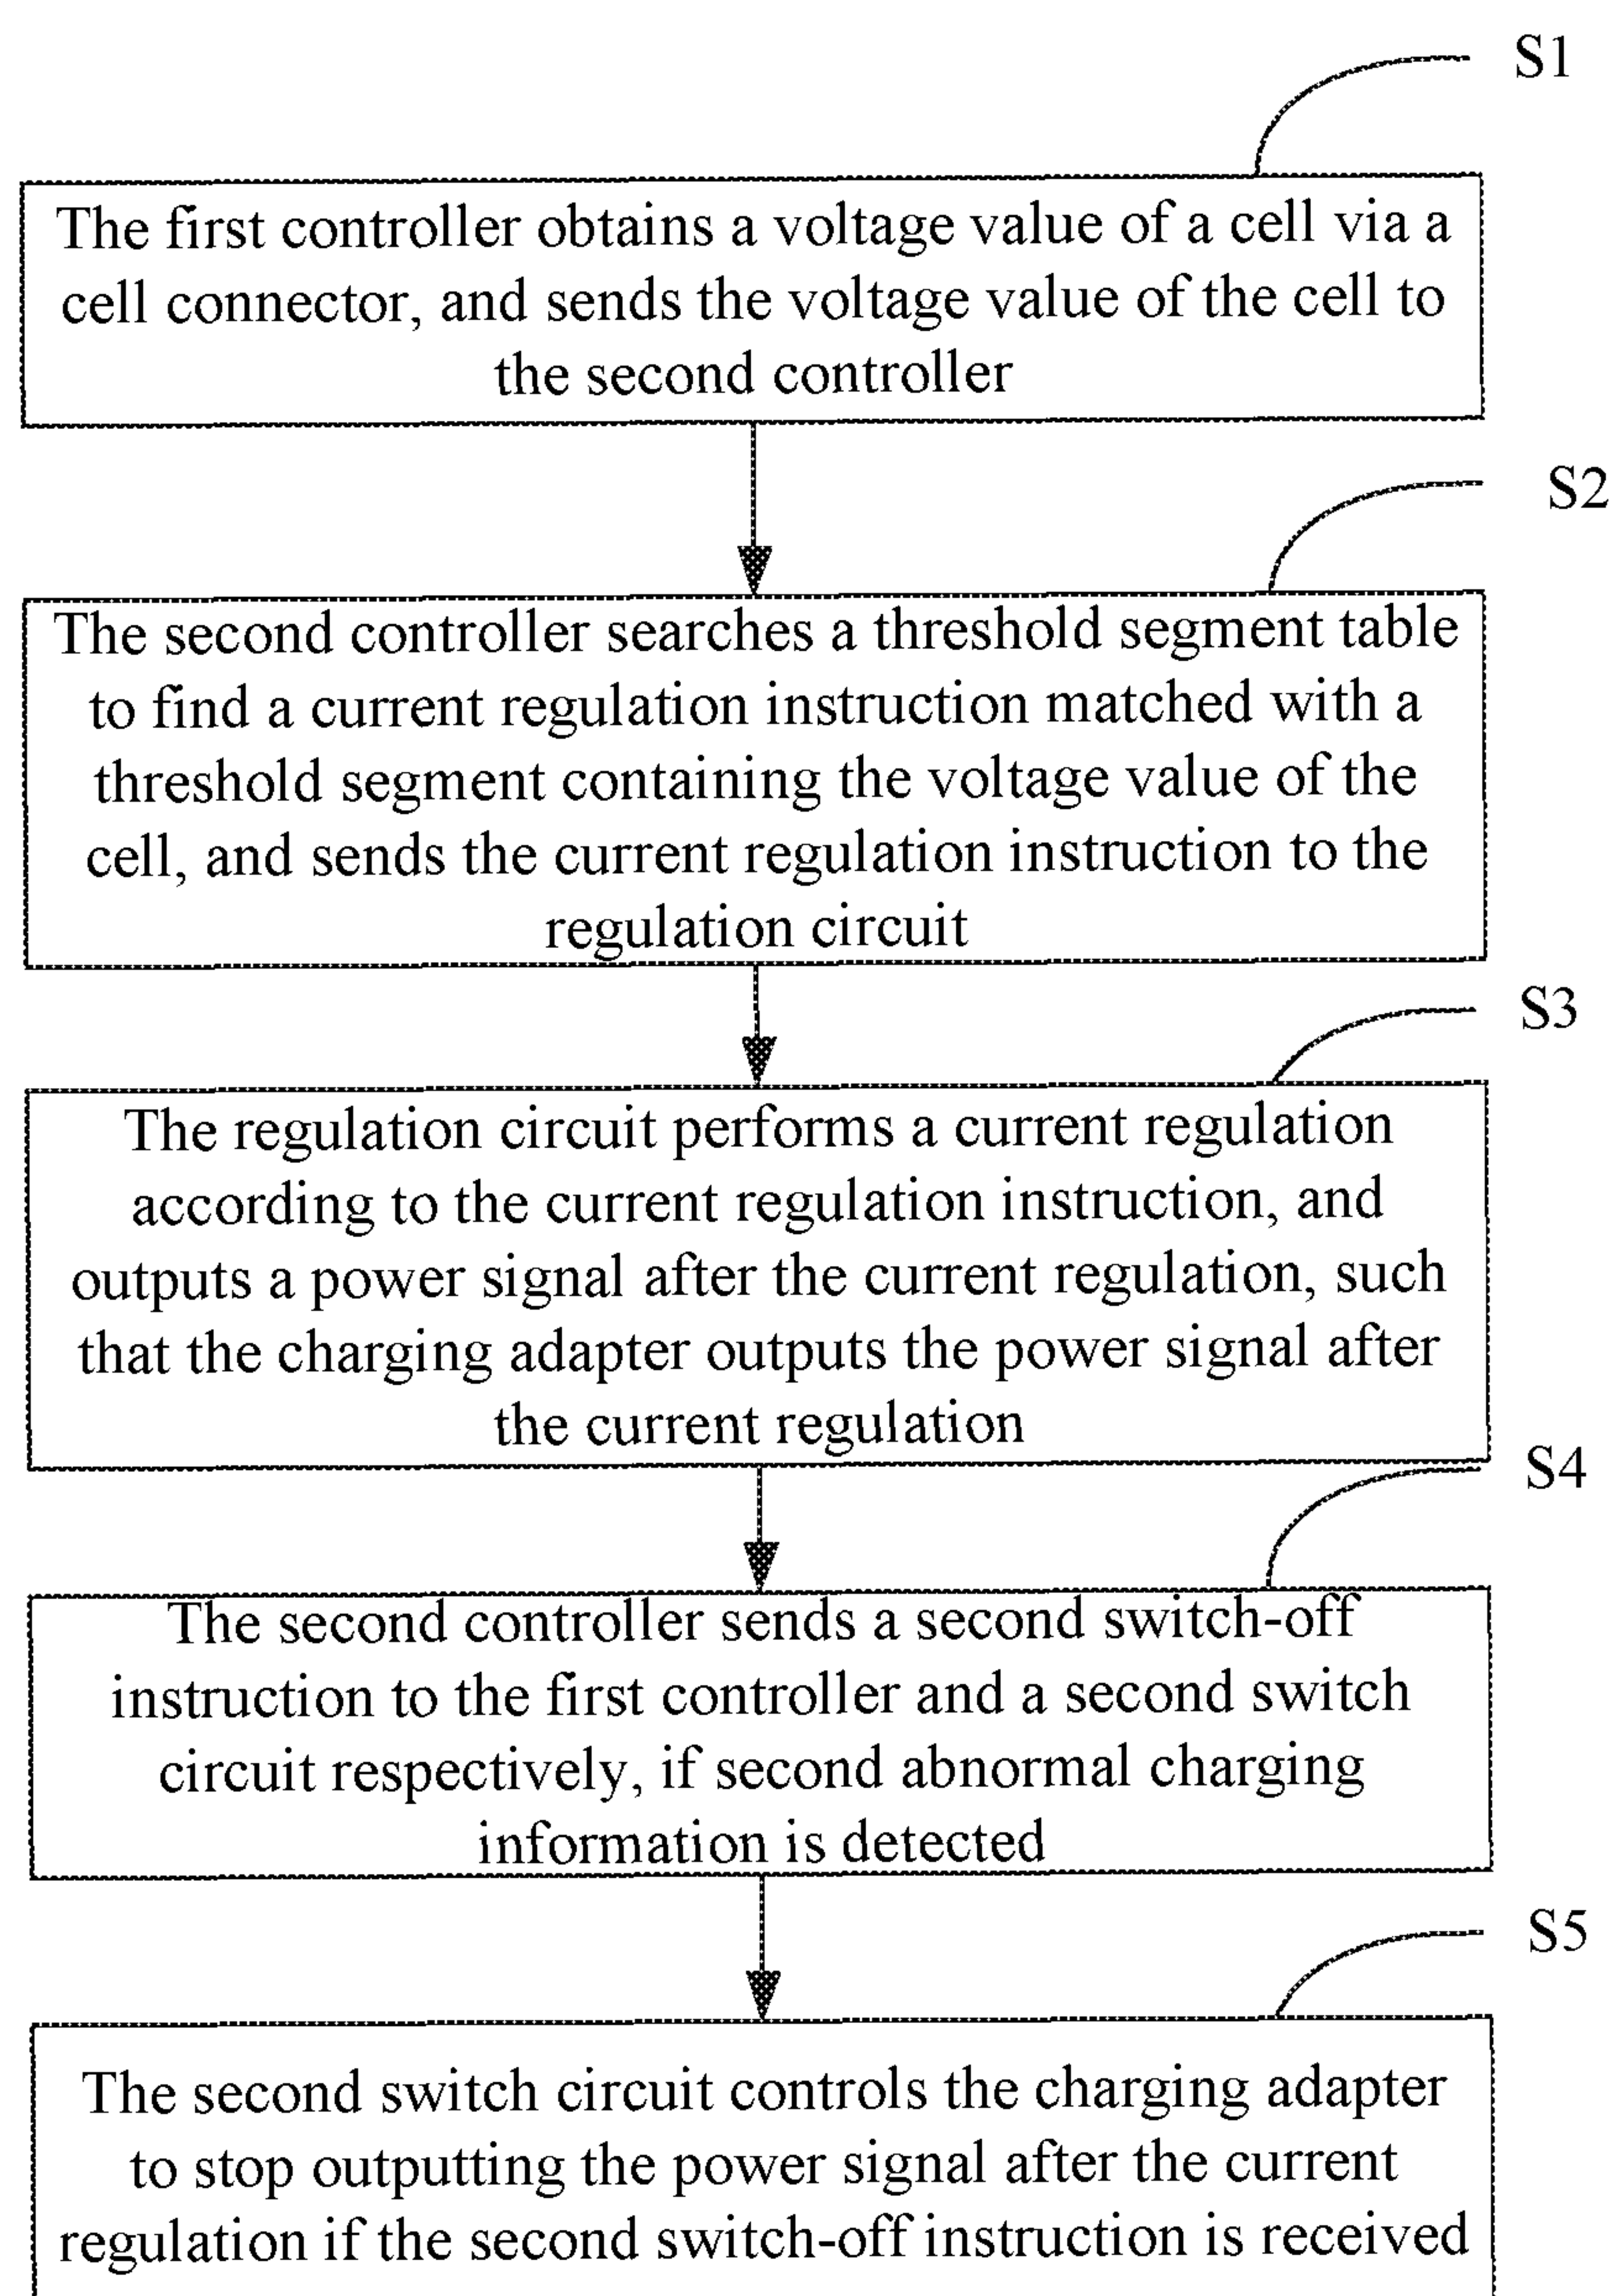 S1
The first controller obtains a voltage value of a cell via a
cell connector, and sends the voltage value of the cell to
the second controller
S2
The second controller searches a threshold segment table
to find a current regulation instruction matched with a
threshold segment containing the voltage value of the
cell, and sends the current regulation instruction to the
regulation circuit
S3
The regulation circuit performs a current regulation
according to the current regulation instruction, and
outputs a power signal after the current regulation, such
that the charging adapter outputs the power signal after
the current regulation
S4
The second controller sends a second switch-off
instruction to the first controller and a second switch
circuit respectively, if second abnormal charging
information is detected
S5
The second switch circuit controls the charging adapter
to stop outputting the power signal after the current
regulation if the second switch-off instruction is received